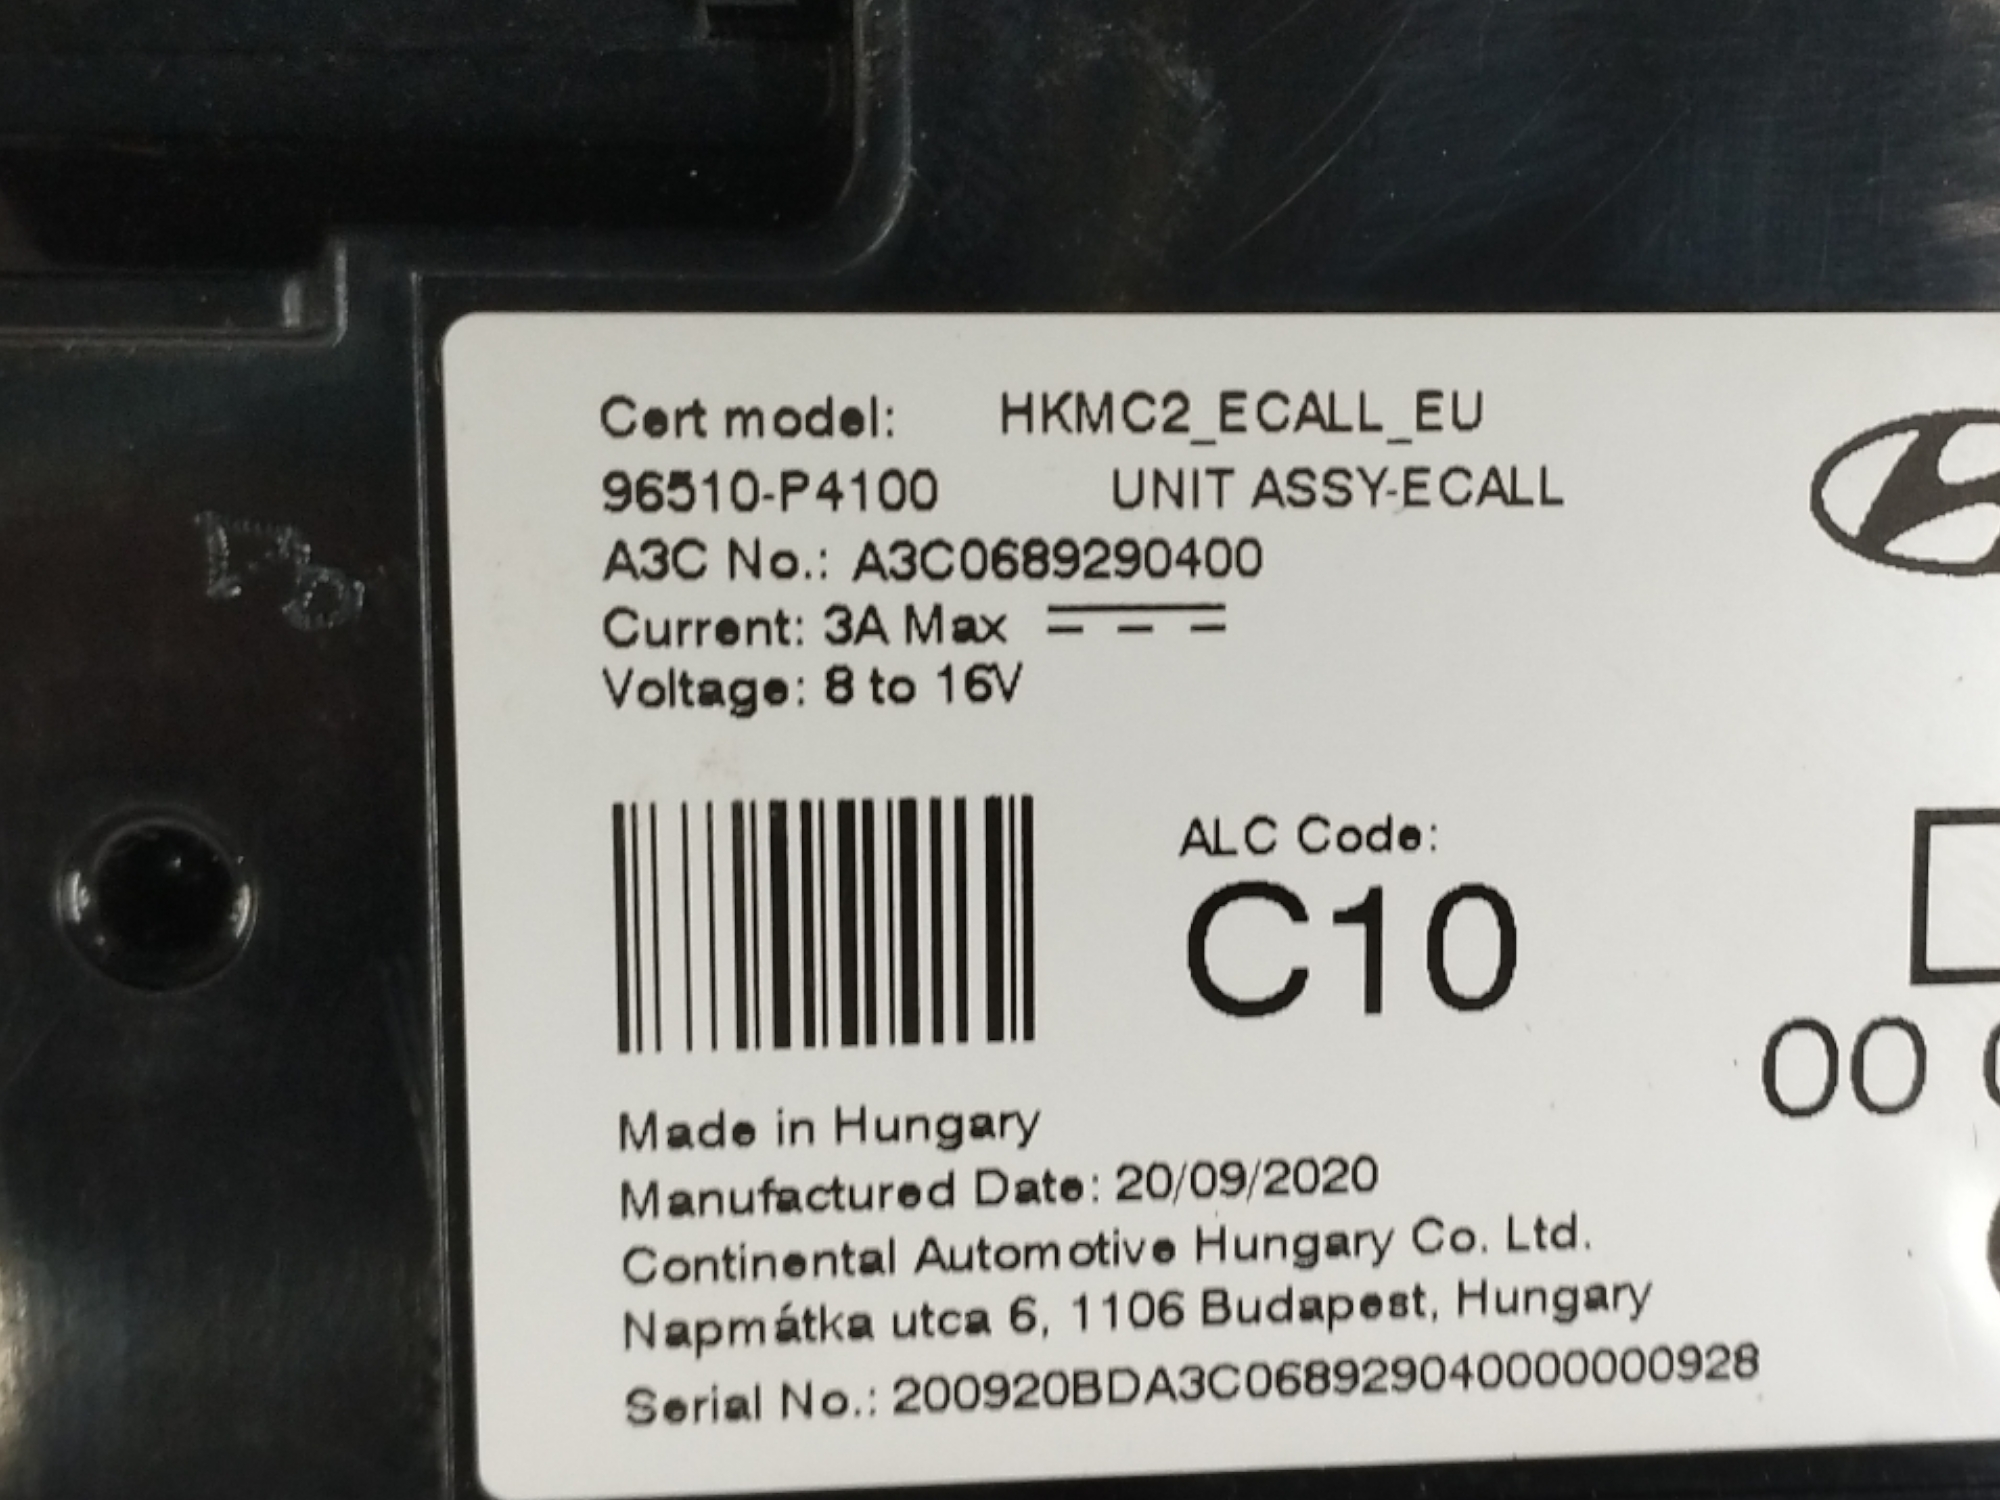 Cert model: HKMC2_ECALL_EU
96510-P4100 UNIT ASSY-ECALL
A3C No.: A3C0689290400
Current: 3A Max
Voltage: 8 to 16V
ALC Code:
C10
00
Made in Hungary
Manufactured Date: 20/09/2020
Continental Automotive Hungary Co. Ltd.
Napmátka utca 6, 1106 Budapest, Hungary
Serial No.: 200920BDA3C0689290400000000928